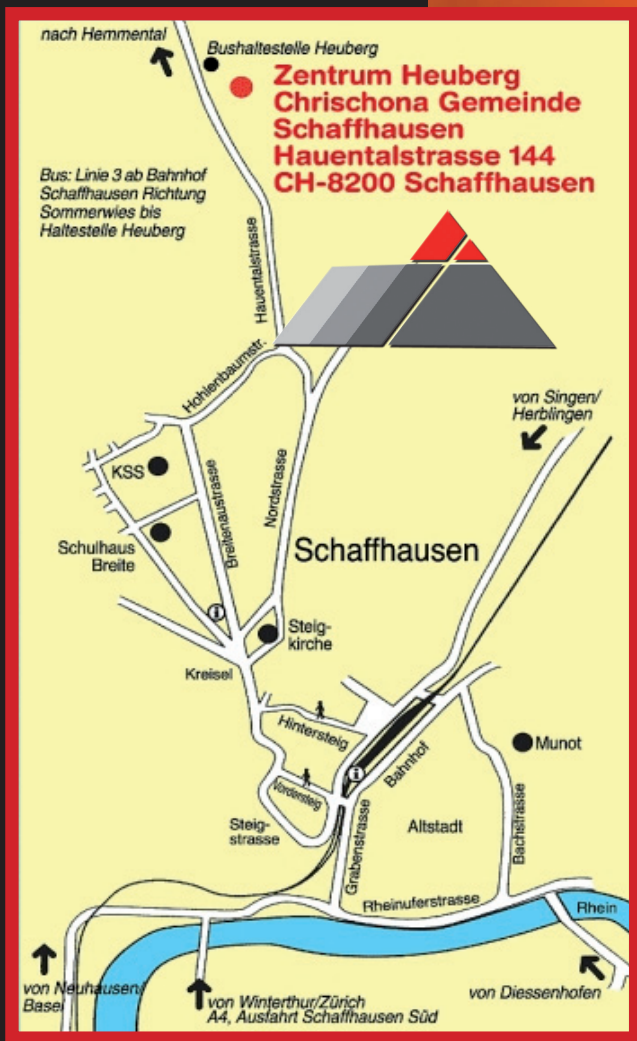 nach Hemmental
Bushaltestelle Heuberg
Zentrum Heuberg
Chrischona Gemeinde
Schaffhausen
Hauentalstrasse 144
CH-8200 Schaffhausen
Bus: Linie 3 ab Bahnhof
Schaffhausen Richtung
Sommerwies bis
Haltestelle Heuberg
Hauentalstrasse
Hohlenbaumstr.
von Singen/
Herblingen
KSS
Breitenaustrasse
Nordstrasse
Schulhaus
Breite
Schaffhausen
i
Steig-
kirche
Kreisel
Hintersteig
Munot
i
Bahnhof
Vordersteig
Steig-
strasse
Grabenstrasse
Altstadt
Bachstrasse
Rheinuferstrasse
Rhein
von Neuhausen/
Basel
von Winterthur/Zürich
A4, Ausfahrt Schaffhausen Süd
von Diessenhofen